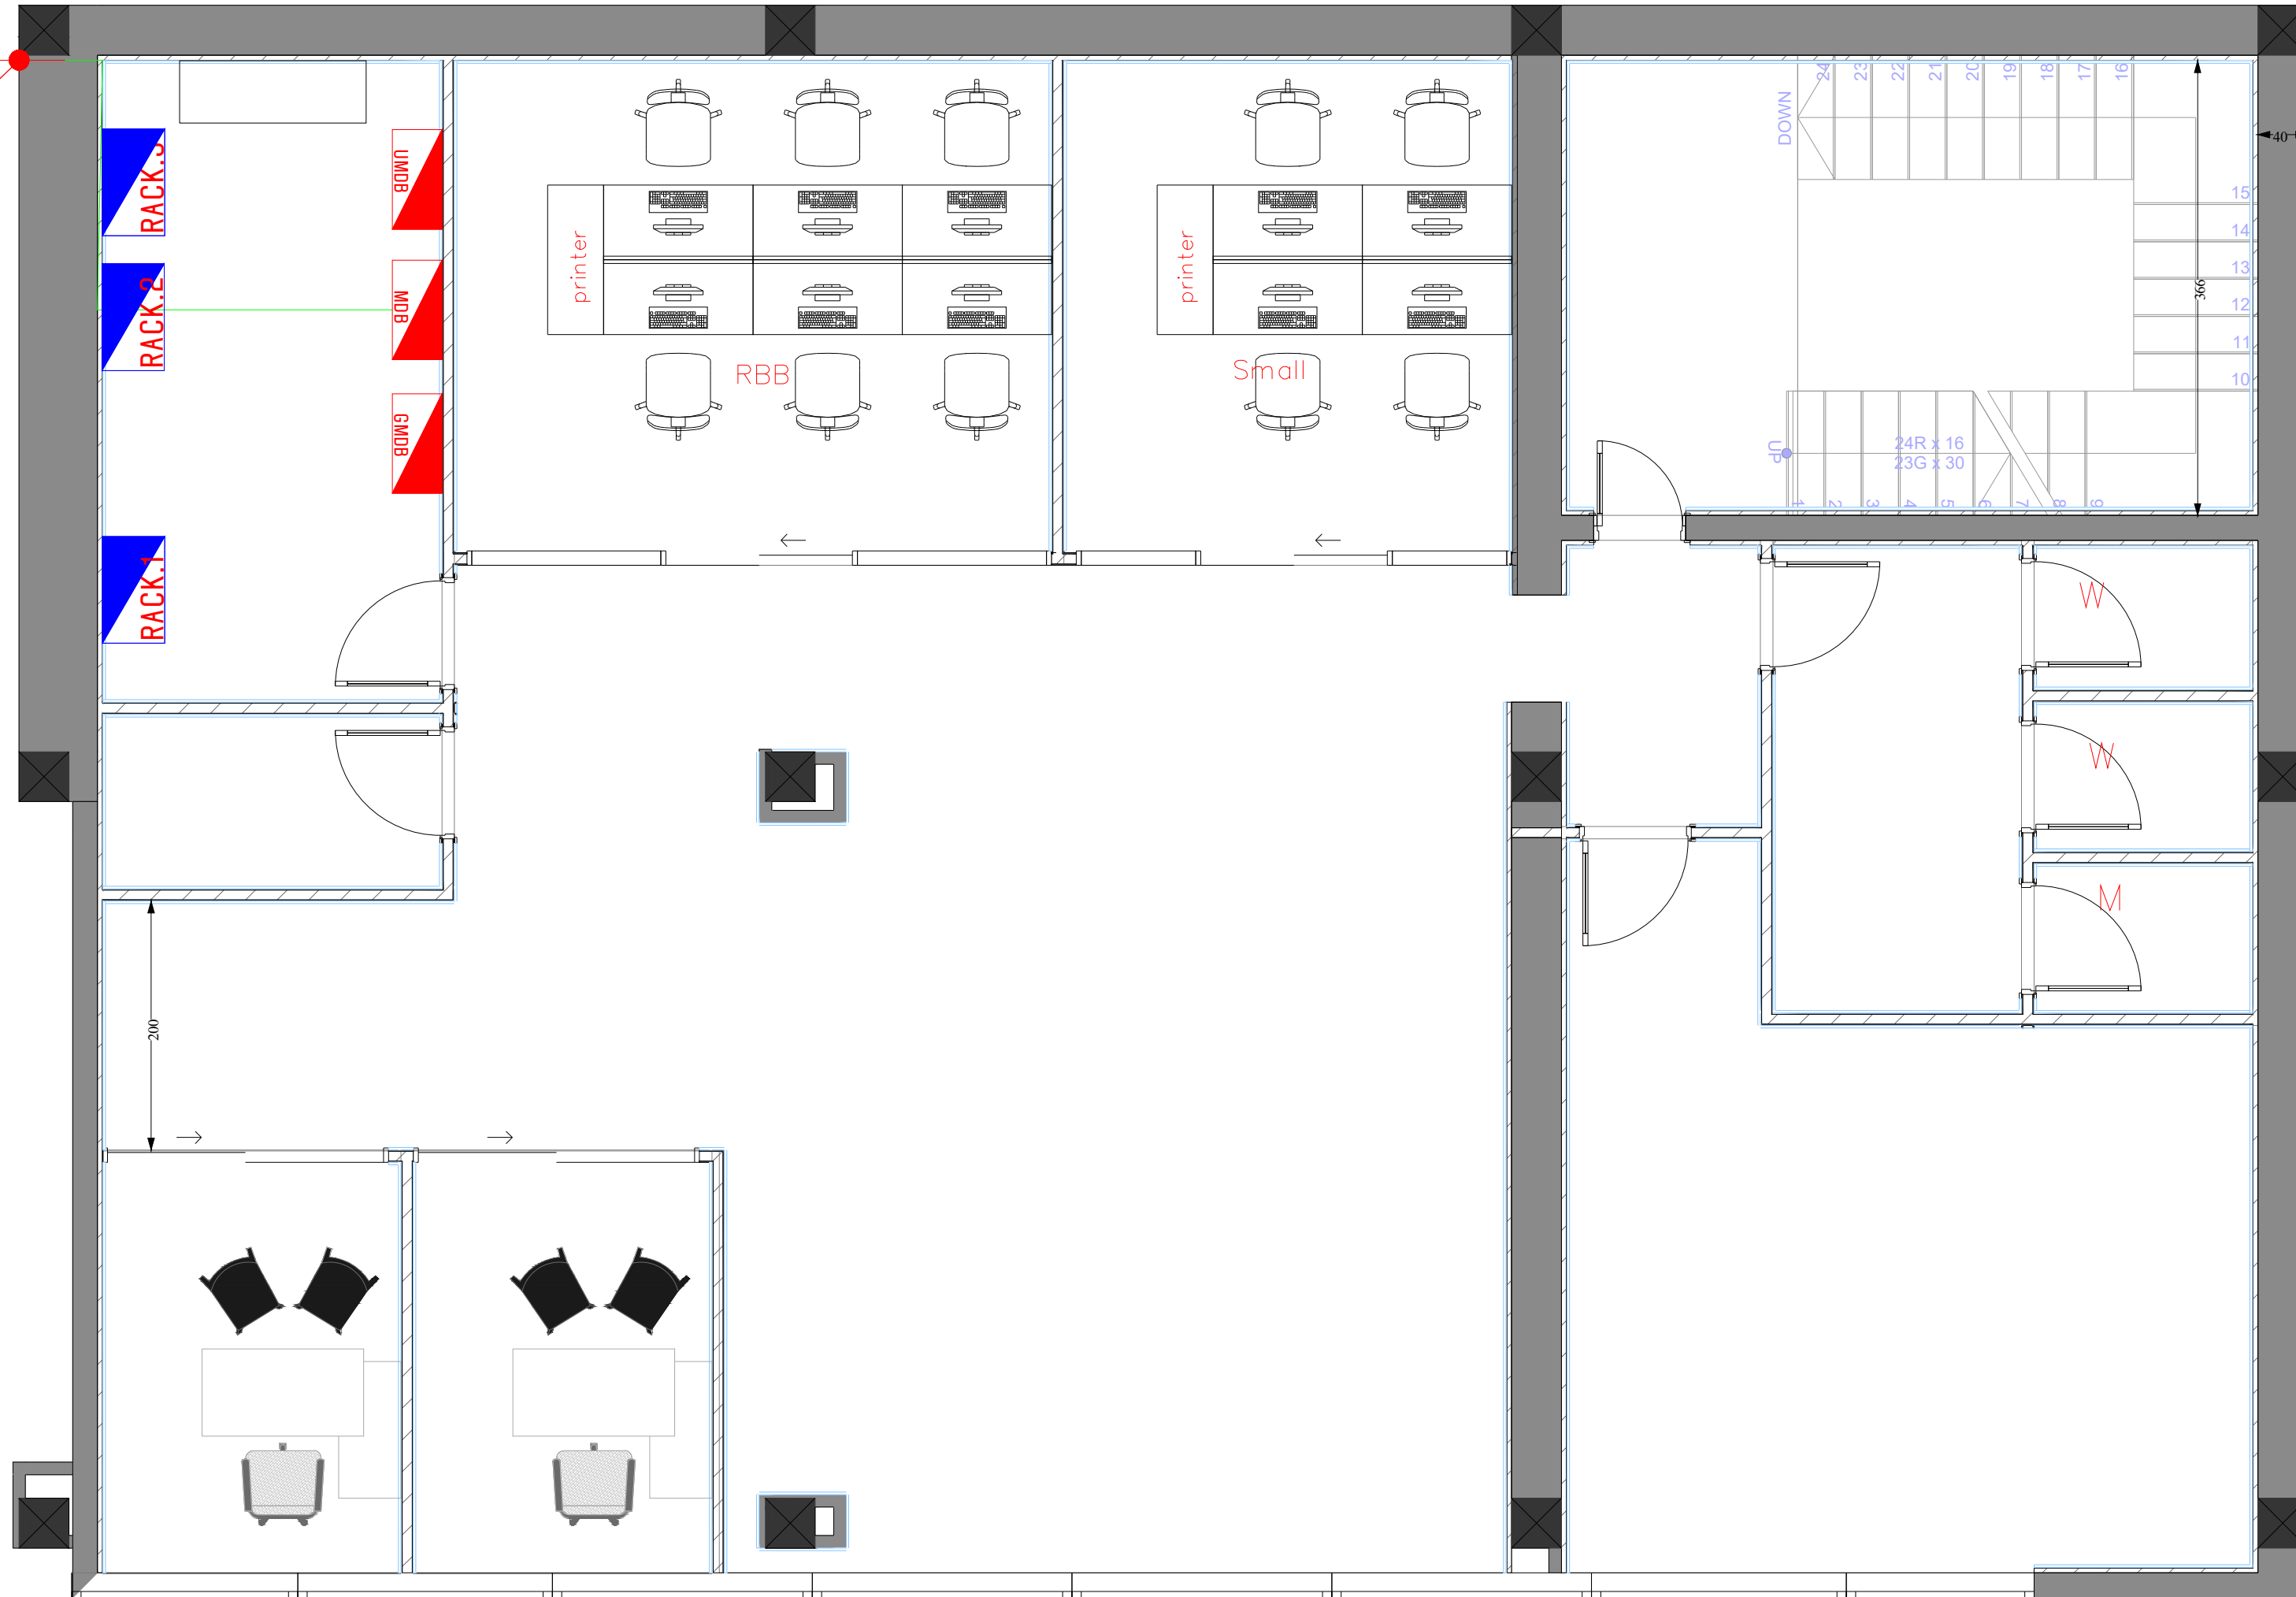 24
23
22
21
20
19
18
17
16
DOWN
40
RACK.3
UMDB
15
14
13
12
11
10
366
printer
printer
RACK.2
MDB
RBB
Small
GMDB
UP
24R x 16
23G x 30
1
2
3
4
5
6
7
8
9
RACK.1
W
W
M
200